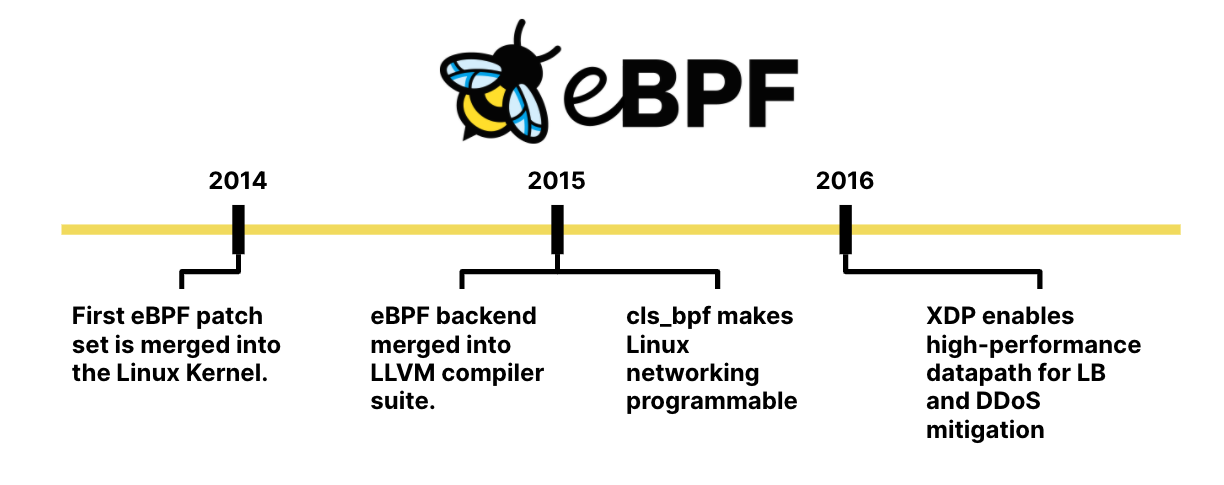 eBPF
2014
2015
2016
First eBPF patch
set is merged into
the Linux Kernel.
eBPF backend
merged into
LLVM compiler
suite.
cls_bpf makes
Linux
networking
programmable
XDP enables
high-performance
datapath for LB
and DDoS
mitigation